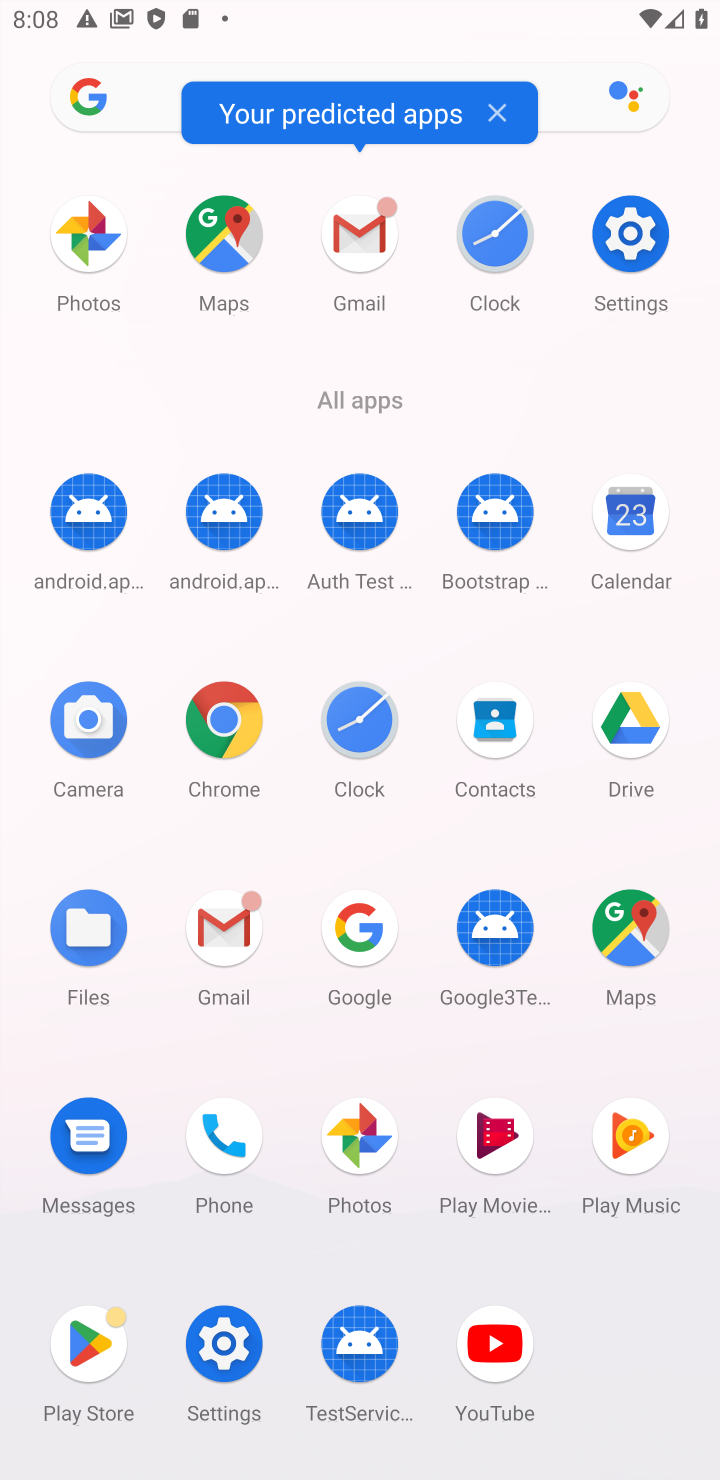 8:08
Your predicted apps
Photos Maps Gmail Clock Settings
All apps
android.ap... android.ap... Auth Test ... Bootstrap ... Calendar
23
Camera Chrome Clock Contacts Drive
Files Gmail Google Google3Te... Maps
Messages Phone Photos Play Movie... Play Music
Play Store Settings TestServic... YouTube